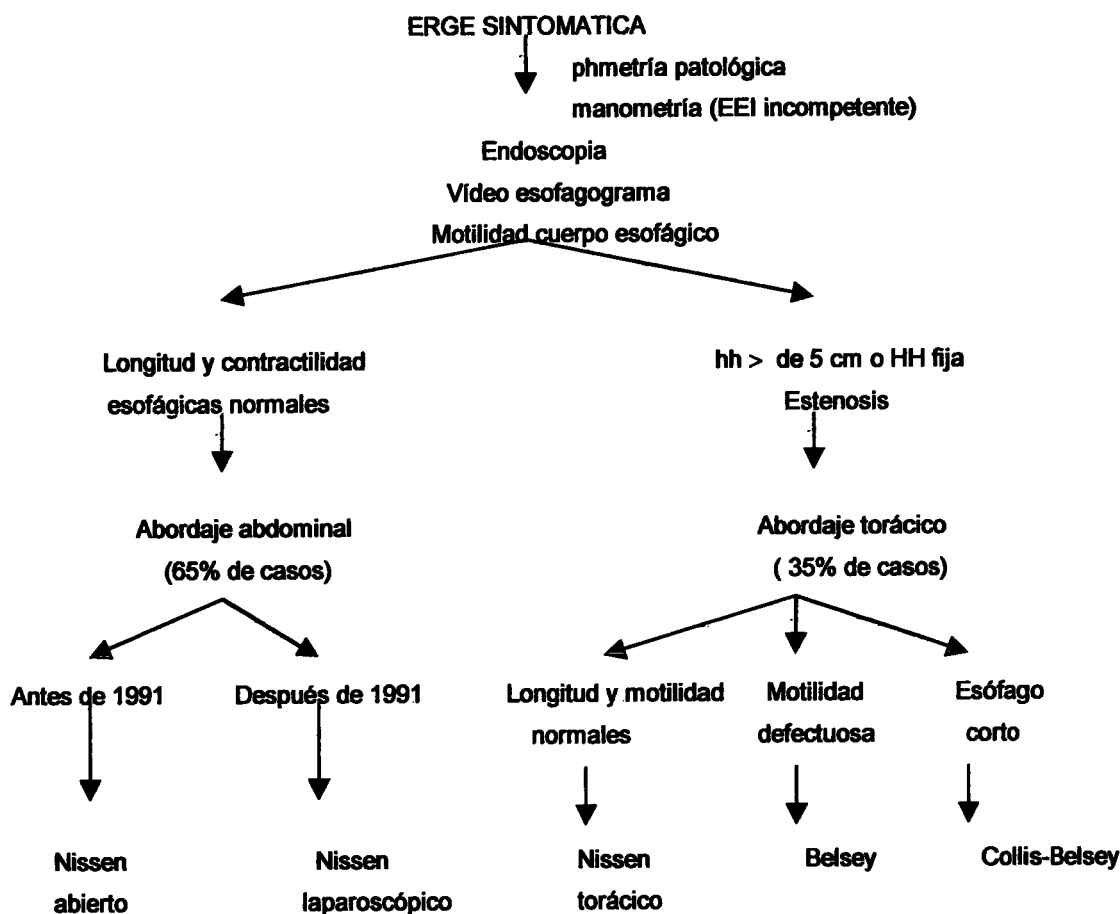 ERGE SINTOMATICA
phmetría patológica
manometría (EEI incompetente)
Endoscopia
Vídeo esofagograma
Motilidad cuerpo esofágico
Longitud y contractilidad
esofágicas normales
hh > de 5 cm o HH fija
Estenosis
Abordaje abdominal
(65% de casos)
Abordaje torácico
( 35% de casos)
Antes de 1991
Después de 1991
Longitud y motilidad
normales
Motilidad
defectuosa
Esófago
corto
Nissen
abierto
Nissen
laparoscópico
Nissen
torácico
Belsey
Collis-Belsey